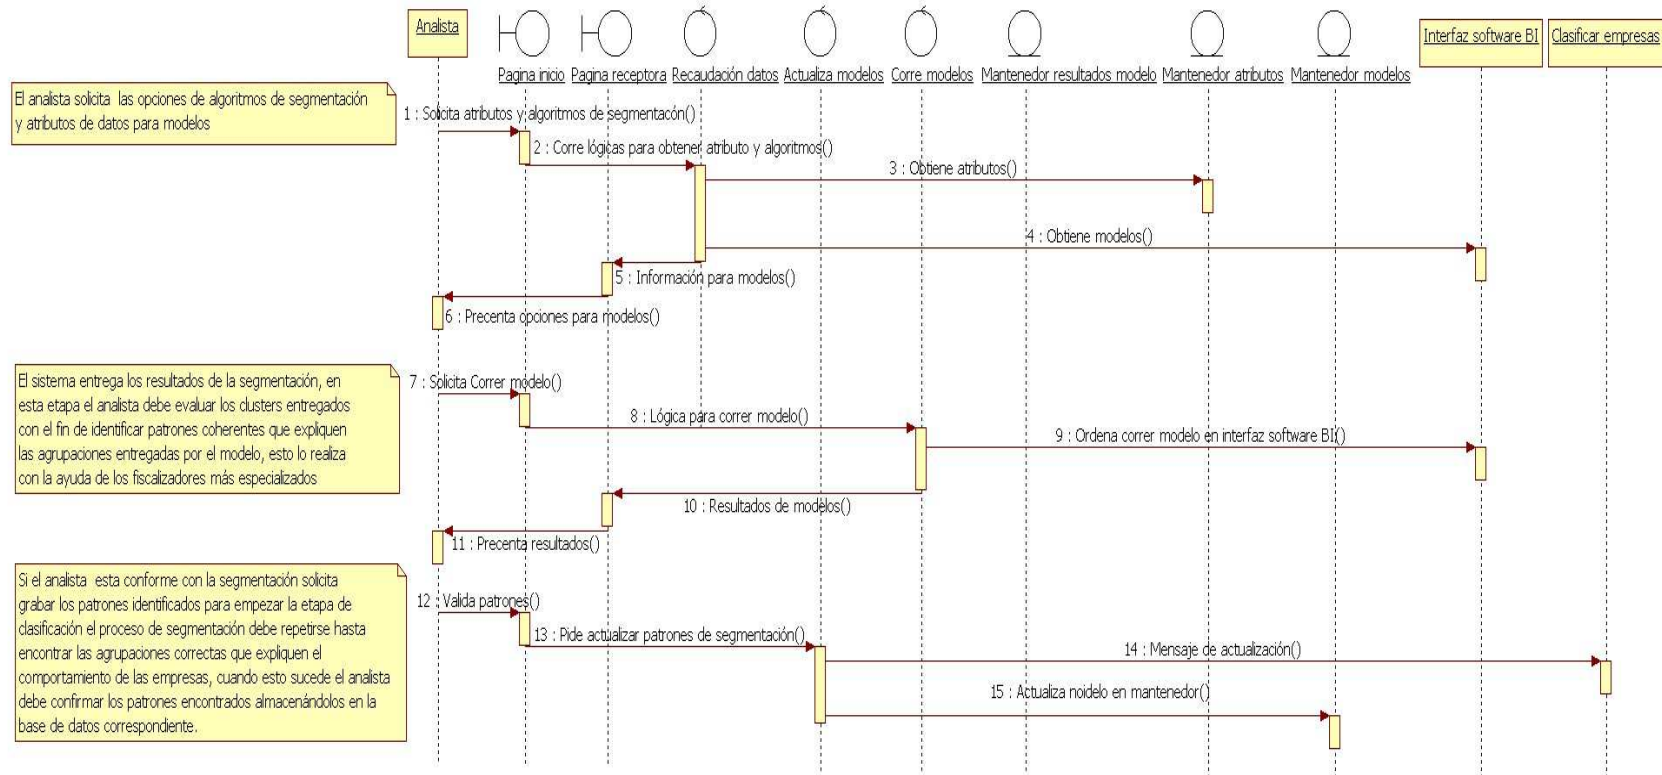 Analista
Pagina inicio
Pagina receptora
Recaudación datos
Actualiza modelos
Corre modelos
Mantenedor resultados modelo
Mantenedor atributos
Mantenedor modelos
Interfaz software BI
Clasificar empresas
El analista solicita las opciones de algoritmos de segmentación
y atributos de datos para modelos
1 : Solicita atributos y algoritmos de segmentacón()
2 : Corre lógicas para obtener atributo y algoritmos()
3 : Obtiene atributos()
4 : Obtiene modelos()
5 : Información para modelos()
6 : Precenta opciones para modelos()
El sistema entrega los resultados de la segmentación, en
esta etapa el analista debe evaluar los clusters entregados
con el fin de identificar patrones coherentes que expliquen
las agrupaciones entregadas por el modelo, esto lo realiza
con la ayuda de los fiscalizadores más especializados
7 : Solicita Correr modelo()
8 : Lógica para correr modelo()
9 : Ordena correr modelo en interfaz software BI()
10 : Resultados de modelos()
11 : Precenta resultados()
Si el analista esta conforme con la segmentación solicita
grabar los patrones identificados para empezar la etapa de
clasificación el proceso de segmentación debe repetirse hasta
encontrar las agrupaciones correctas que expliquen el
comportamiento de las empresas, cuando esto sucede el analista
debe confirmar los patrones encontrados almacenándolos en la
base de datos correspondiente.
12 : Valida patrones()
13 : Pide actualizar patrones de segmentación()
14 : Mensaje de actualización()
15 : Actualiza noidelo en mantenedor()